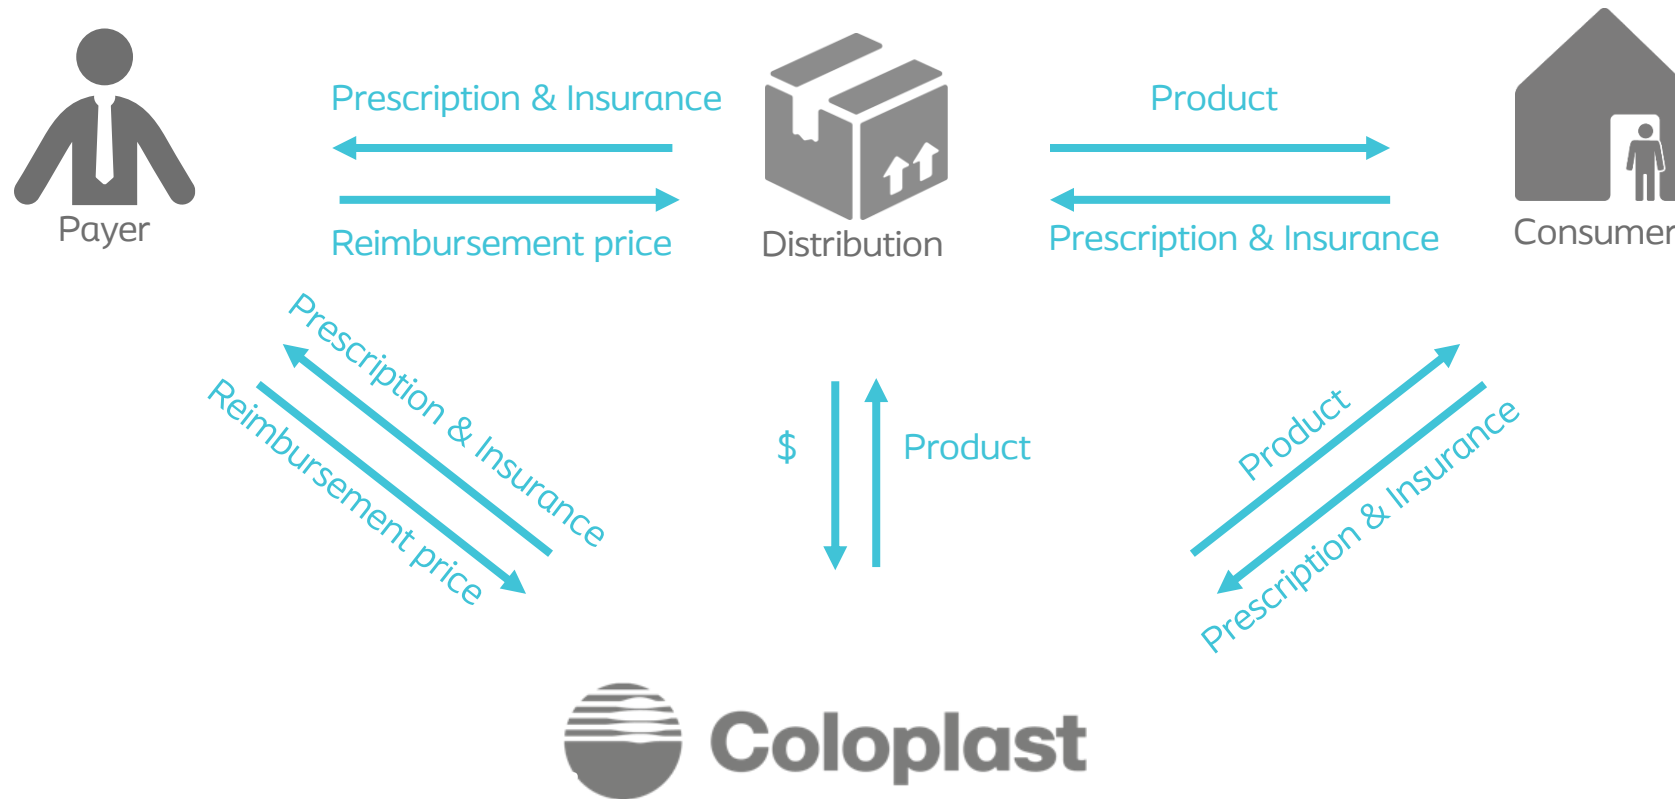 Prescription & Insurance
Product
Payer
Reimbursement price
Distribution
Prescription & Insurance
Consumer
Prescription & Insurance
Reimbursement price
$
Product
Product
Prescription & Insurance
Coloplast